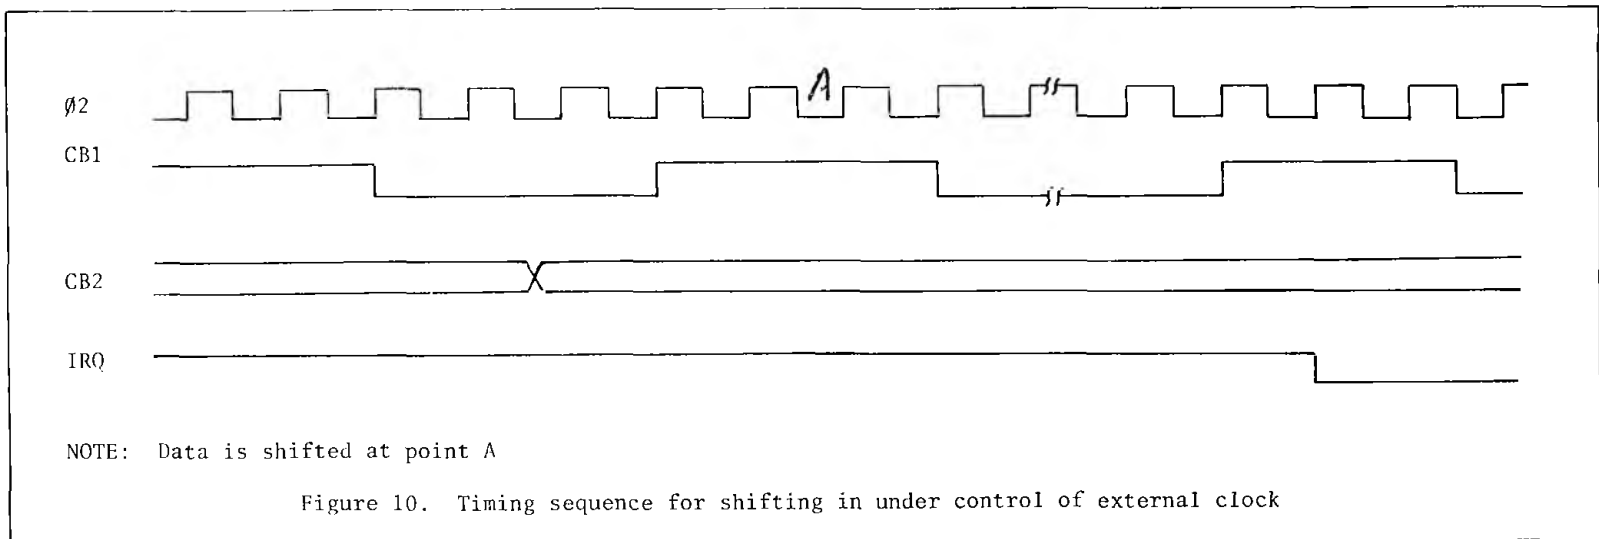 A
Ø2
CB1
CB2
IRQ
NOTE: Data is shifted at point A
Figure 10. Timing sequence for shifting in under control of external clock